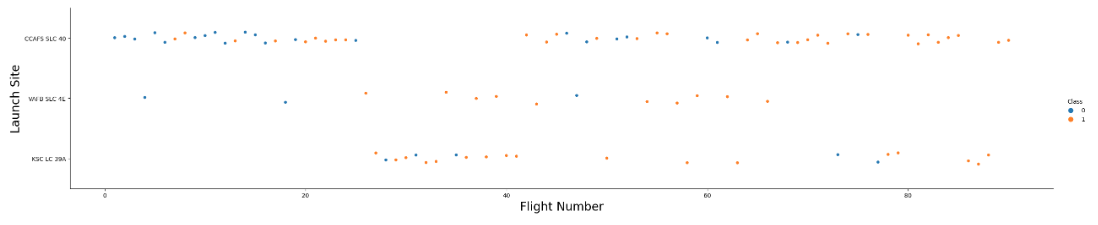 CCAFS SLC 40
VAFB SLC 4E
KSC LC 39A
Launch Site
0 20 40 60 80
Flight Number
Class
0
1